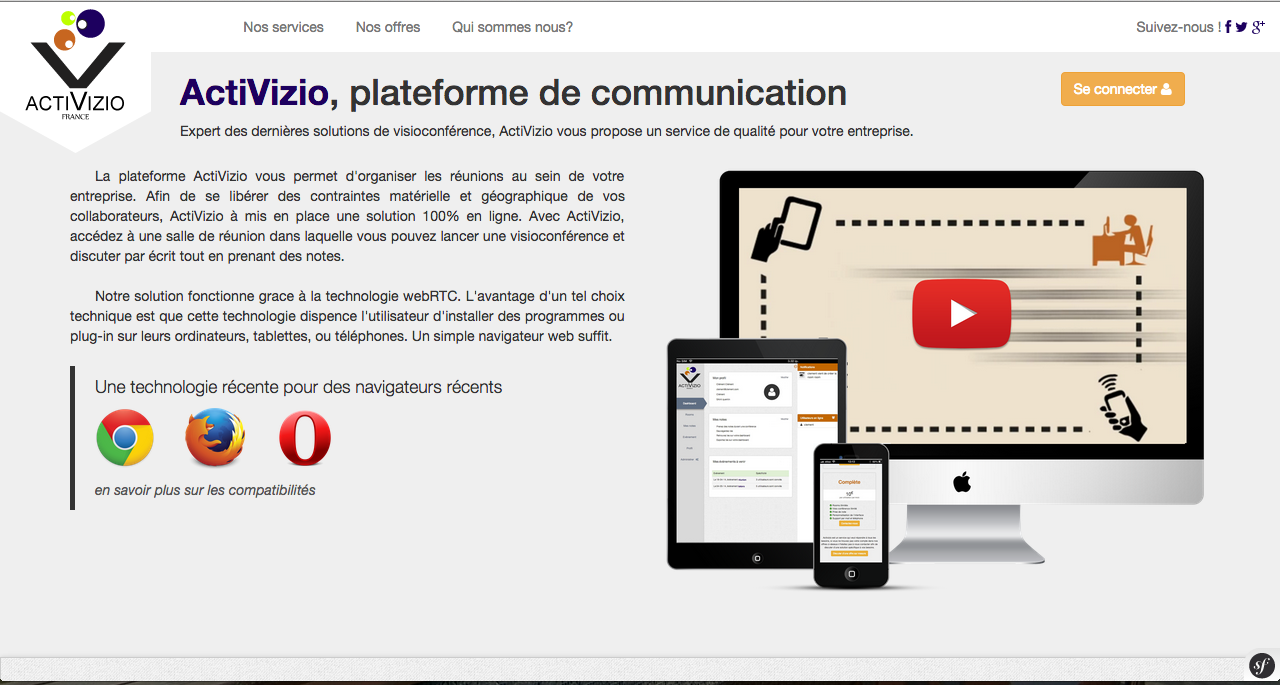 Nos services
Nos offres
Qui sommes nous?
Suivez-nous !
ACTIVIZIO
FRANCE
ActiVizio, plateforme de communication
Se connecter
Expert des dernières solutions de visioconférence, ActiVizio vous propose un service de qualité pour votre entreprise.
La plateforme ActiVizio vous permet d'organiser les réunions au sein de votre
entreprise. Afin de se libérer des contraintes matérielle et géographique de vos
collaborateurs, ActiVizio à mis en place une solution 100% en ligne. Avec ActiVizio,
accédez à une salle de réunion dans laquelle vous pouvez lancer une visioconférence et
discuter par écrit tout en prenant des notes.
Notre solution fonctionne grace à la technologie webRTC. L'avantage d'un tel choix
technique est que cette technologie dispence l'utilisateur d'installer des programmes ou
plug-in sur leurs ordinateurs, tablettes, ou téléphones. Un simple navigateur web suffit.
Une technologie récente pour des navigateurs récents
en savoir plus sur les compatibilités
ACTIVIZIO
Complète
sf